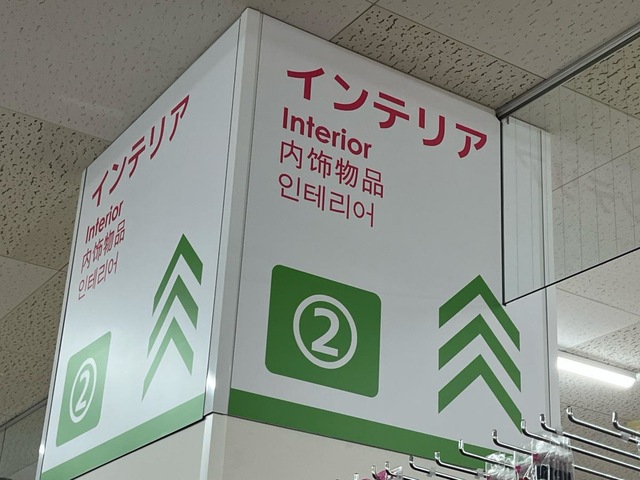 インテリア
Interior
内饰物品
인테리어
②
インテリア
Interior
内饰物品
인테리어
②